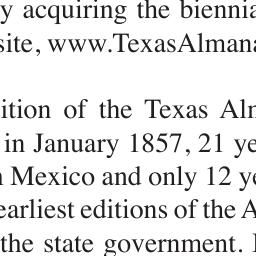 y acquiring the biennia
site, www.TexasAlmana
ition of the Texas Alm
in January 1857, 21 ye
Mexico and only 12 ye
earliest editions of the A
the state government.